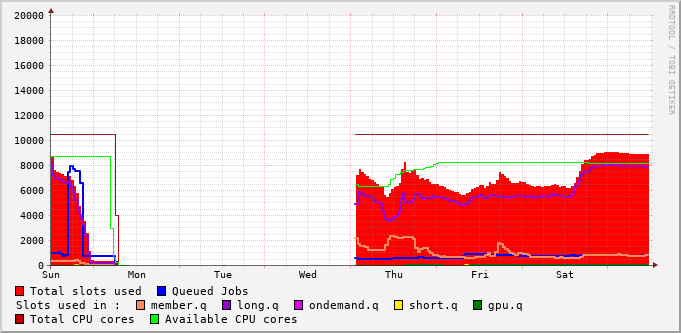 RRDTOOL / TOBI OETIKER
20000
18000
16000
14000
12000
10000
8000
6000
4000
2000
0
Sun Mon Tue Wed Thu Fri Sat
Total slots used Queued Jobs
Slots used in : member.q long.q ondemand.q short.q gpu.q
Total CPU cores Available CPU cores